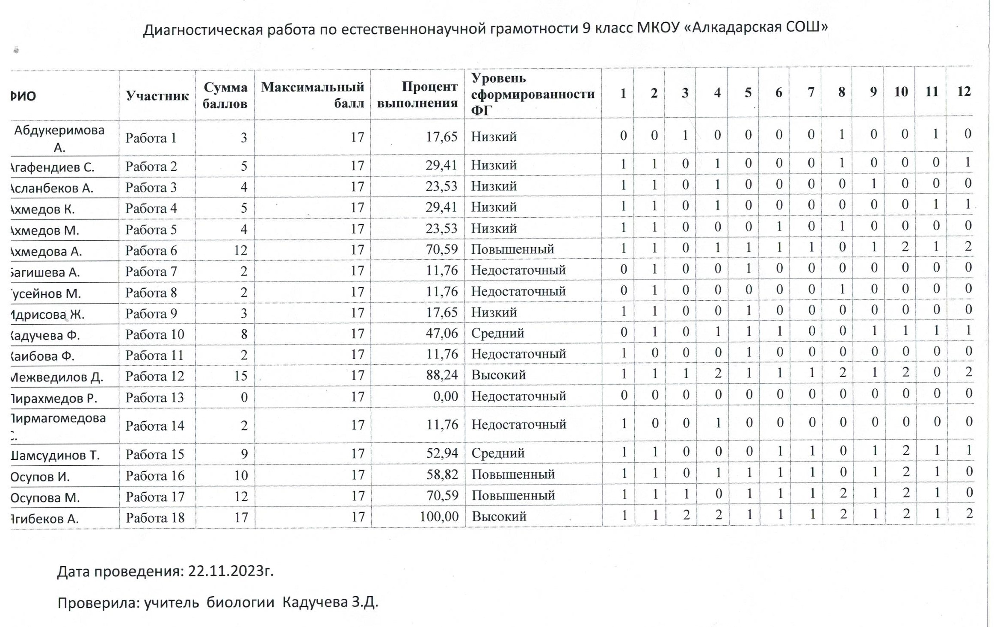 Диагностическая работа по естественнонаучной грамотности 9 класс МКОУ «Алкадарская СОШ»
ФИО Участник Сумма баллов Максимальный балл Процент выполнения Уровень сформированности ФГ 1 2 3 4 5 6 7 8 9 10 11 12
Абдукеримова А. Работа 1 3 17 17,65 Низкий 0 0 1 0 0 0 0 1 0 0 1 0
Агафендиев С. Работа 2 5 17 29,41 Низкий 1 1 0 1 0 0 0 1 0 0 0 1
Асланбеков А. Работа 3 4 17 23,53 Низкий 1 1 0 1 0 0 0 0 1 0 0 0
Ахмедов К. Работа 4 5 17 29,41 Низкий 1 1 0 1 0 0 0 0 0 0 1 1
Ахмедов М. Работа 5 4 17 23,53 Низкий 1 1 0 0 0 1 0 1 0 0 0 0
Ахмедова А. Работа 6 12 17 70,59 Повышенный 1 1 0 1 1 1 1 0 1 2 1 2
Багишева А. Работа 7 2 17 11,76 Недостаточный 0 1 0 0 1 0 0 0 0 0 0 0
Гусейнов М. Работа 8 2 17 11,76 Недостаточный 0 1 0 0 0 0 0 1 0 0 0 0
Идрисова Ж. Работа 9 3 17 17,65 Низкий 1 1 0 0 1 0 0 0 0 0 0 0
Кадучева Ф. Работа 10 8 17 47,06 Средний 0 1 0 1 1 1 0 0 1 1 1 1
Каибова Ф. Работа 11 2 17 11,76 Недостаточный 1 0 0 0 1 0 0 0 0 0 0 0
Межведилов Д. Работа 12 15 17 88,24 Высокий 1 1 1 2 1 1 1 2 1 2 0 2
Пирахмедов Р. Работа 13 0 17 0,00 Недостаточный 0 0 0 0 0 0 0 0 0 0 0 0
Пирмагомедова С. Работа 14 2 17 11,76 Недостаточный 1 0 0 1 0 0 0 0 0 0 0 0
Шамсудинов Т. Работа 15 9 17 52,94 Средний 1 1 0 0 0 1 1 0 1 2 1 1
Юсупов И. Работа 16 10 17 58,82 Повышенный 1 1 0 1 1 1 1 0 1 2 1 0
Юсупова М. Работа 17 12 17 70,59 Повышенный 1 1 1 0 1 1 1 2 1 2 1 0
Ягибеков А. Работа 18 17 17 100,00 Высокий 1 1 2 2 1 1 1 2 1 2 1 2
Дата проведения: 22.11.2023г.
Проверила: учитель биологии Кадучева З.Д.